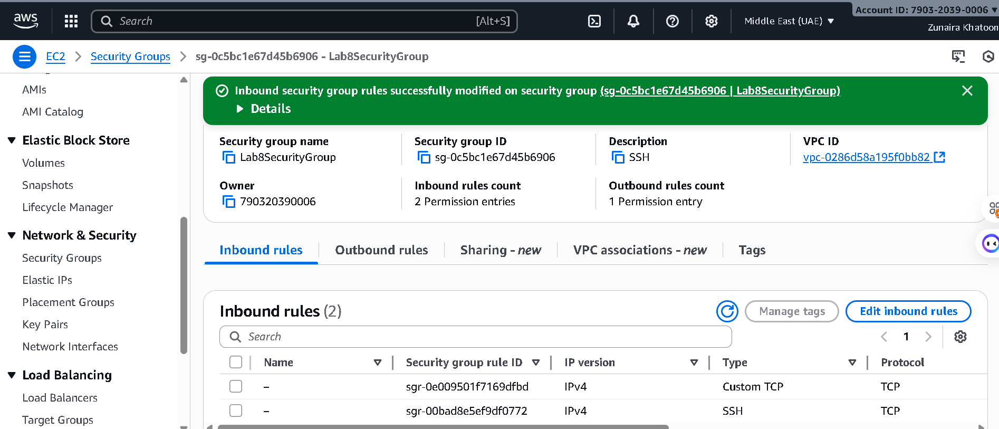 Account ID: 7903-2039-0006
aws
Search
[Alt+S]
Middle East (UAE)
Zunaira Khatoon
EC2
Security Groups
sg-0c5bc1e67d45b6906 - Lab8SecurityGroup
AMIs
AMI Catalog
Elastic Block Store
Volumes
Snapshots
Lifecycle Manager
Network & Security
Security Groups
Elastic IPs
Placement Groups
Key Pairs
Network Interfaces
Load Balancing
Load Balancers
Target Groups
Inbound security group rules successfully modified on security group (sg-0c5bc1e67d45b6906 | Lab8SecurityGroup)
Details
Security group name
Lab8SecurityGroup
Security group ID
sg-0c5bc1e67d45b6906
Description
SSH
VPC ID
vpc-0286d58a195f0bb82
Owner
790320390006
Inbound rules count
2 Permission entries
Outbound rules count
1 Permission entry
Inbound rules
Outbound rules
Sharing - new
VPC associations - new
Tags
Inbound rules (2)
Manage tags
Edit inbound rules
Search
1
Name Security group rule ID IP version Type Protocol
– sgr-0e009501f7169dfbd IPv4 Custom TCP TCP
– sgr-00bad8e5ef9df0772 IPv4 SSH TCP